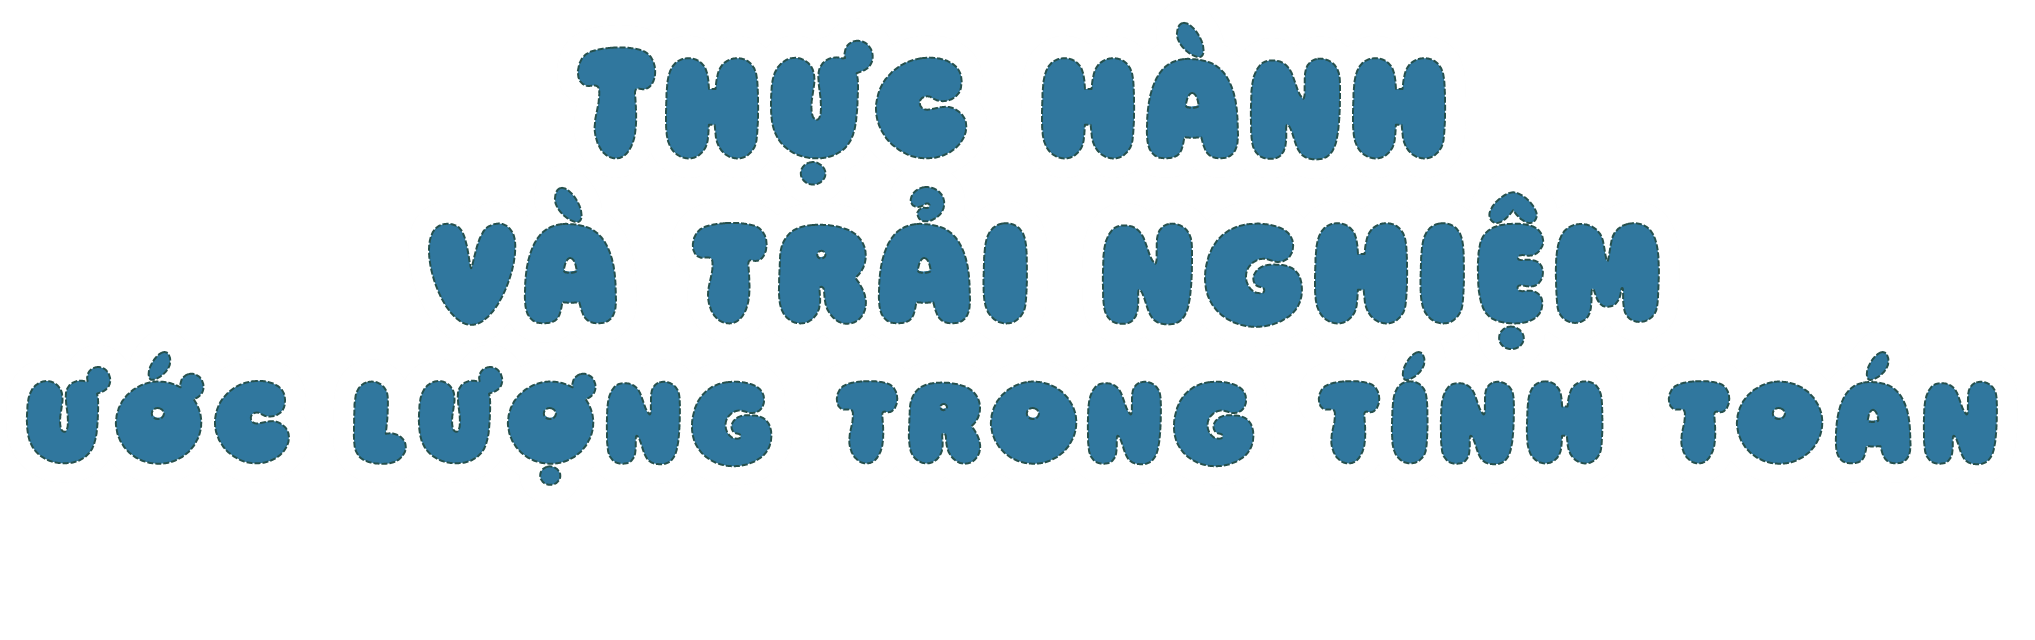 THỰC HÀNH
VÀ TRẢI NGHIỆM
ƯỚC LƯỢNG TRONG TÍNH TOÁN